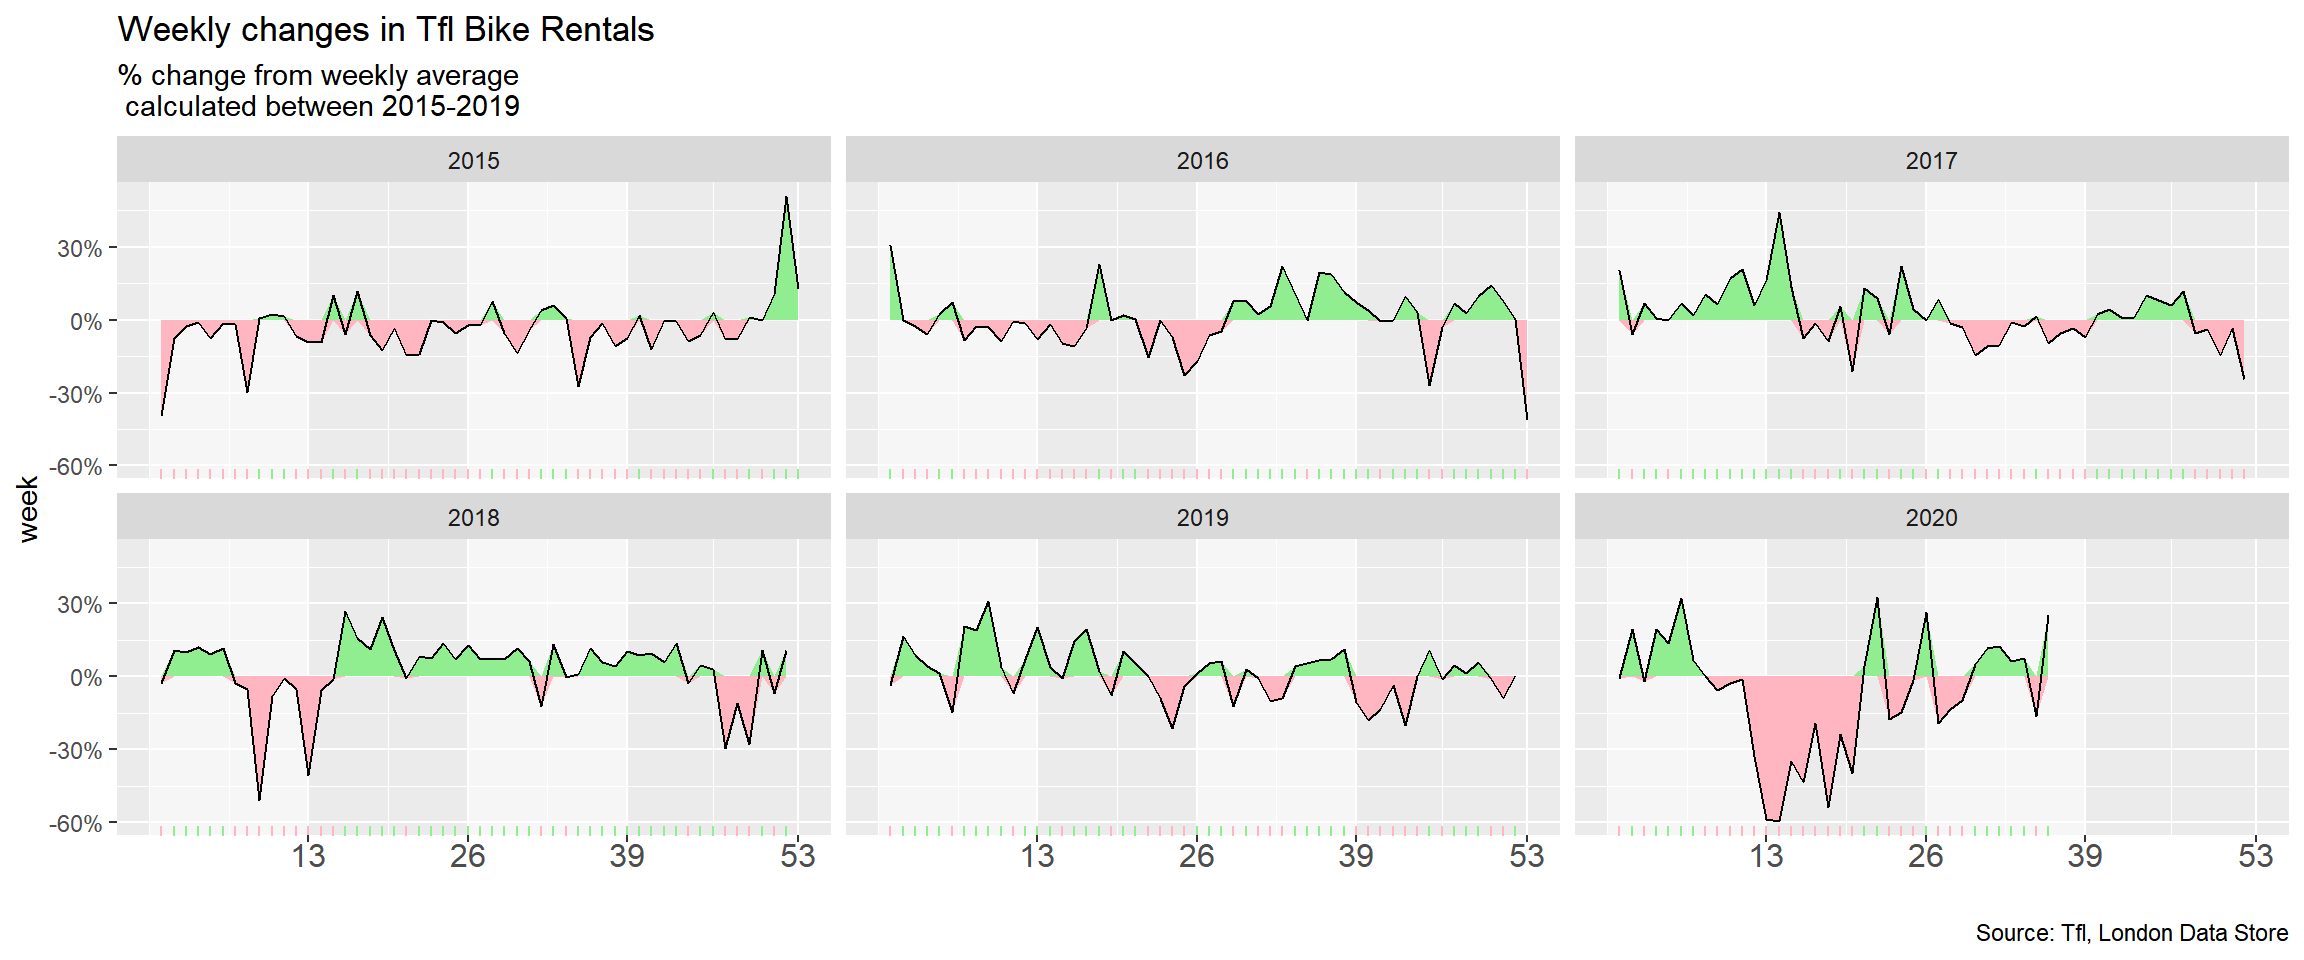 Weekly changes in Tfl Bike Rentals
% change from weekly average
calculated between 2015-2019
2015
2016
2017
30%
0%
-30%
-60%
week
2018
2019
2020
30%
0%
-30%
-60%
13 26 39 53
13 26 39 53
13 26 39 53
Source: Tfl, London Data Store